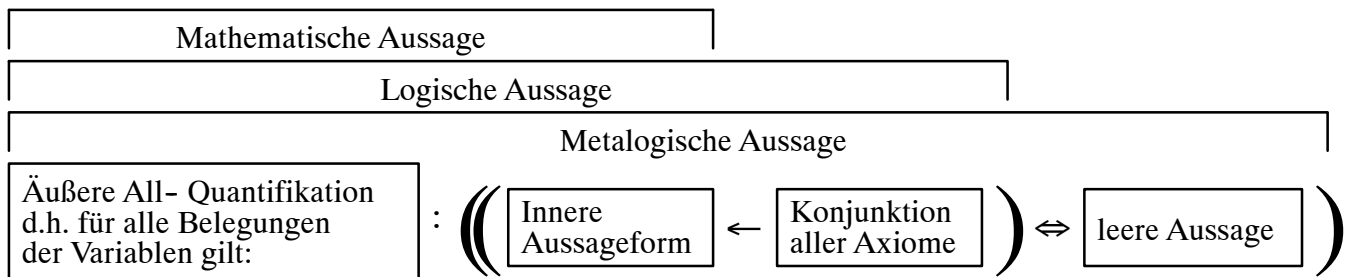 Mathematische Aussage
Logische Aussage
Metalogische Aussage
Äußere All- Quantifikation
d.h. für alle Belegungen
der Variablen gilt:
: ((
Innere
Aussageform
←
Konjunktion
aller Axiome
) ⇔
leere Aussage
)